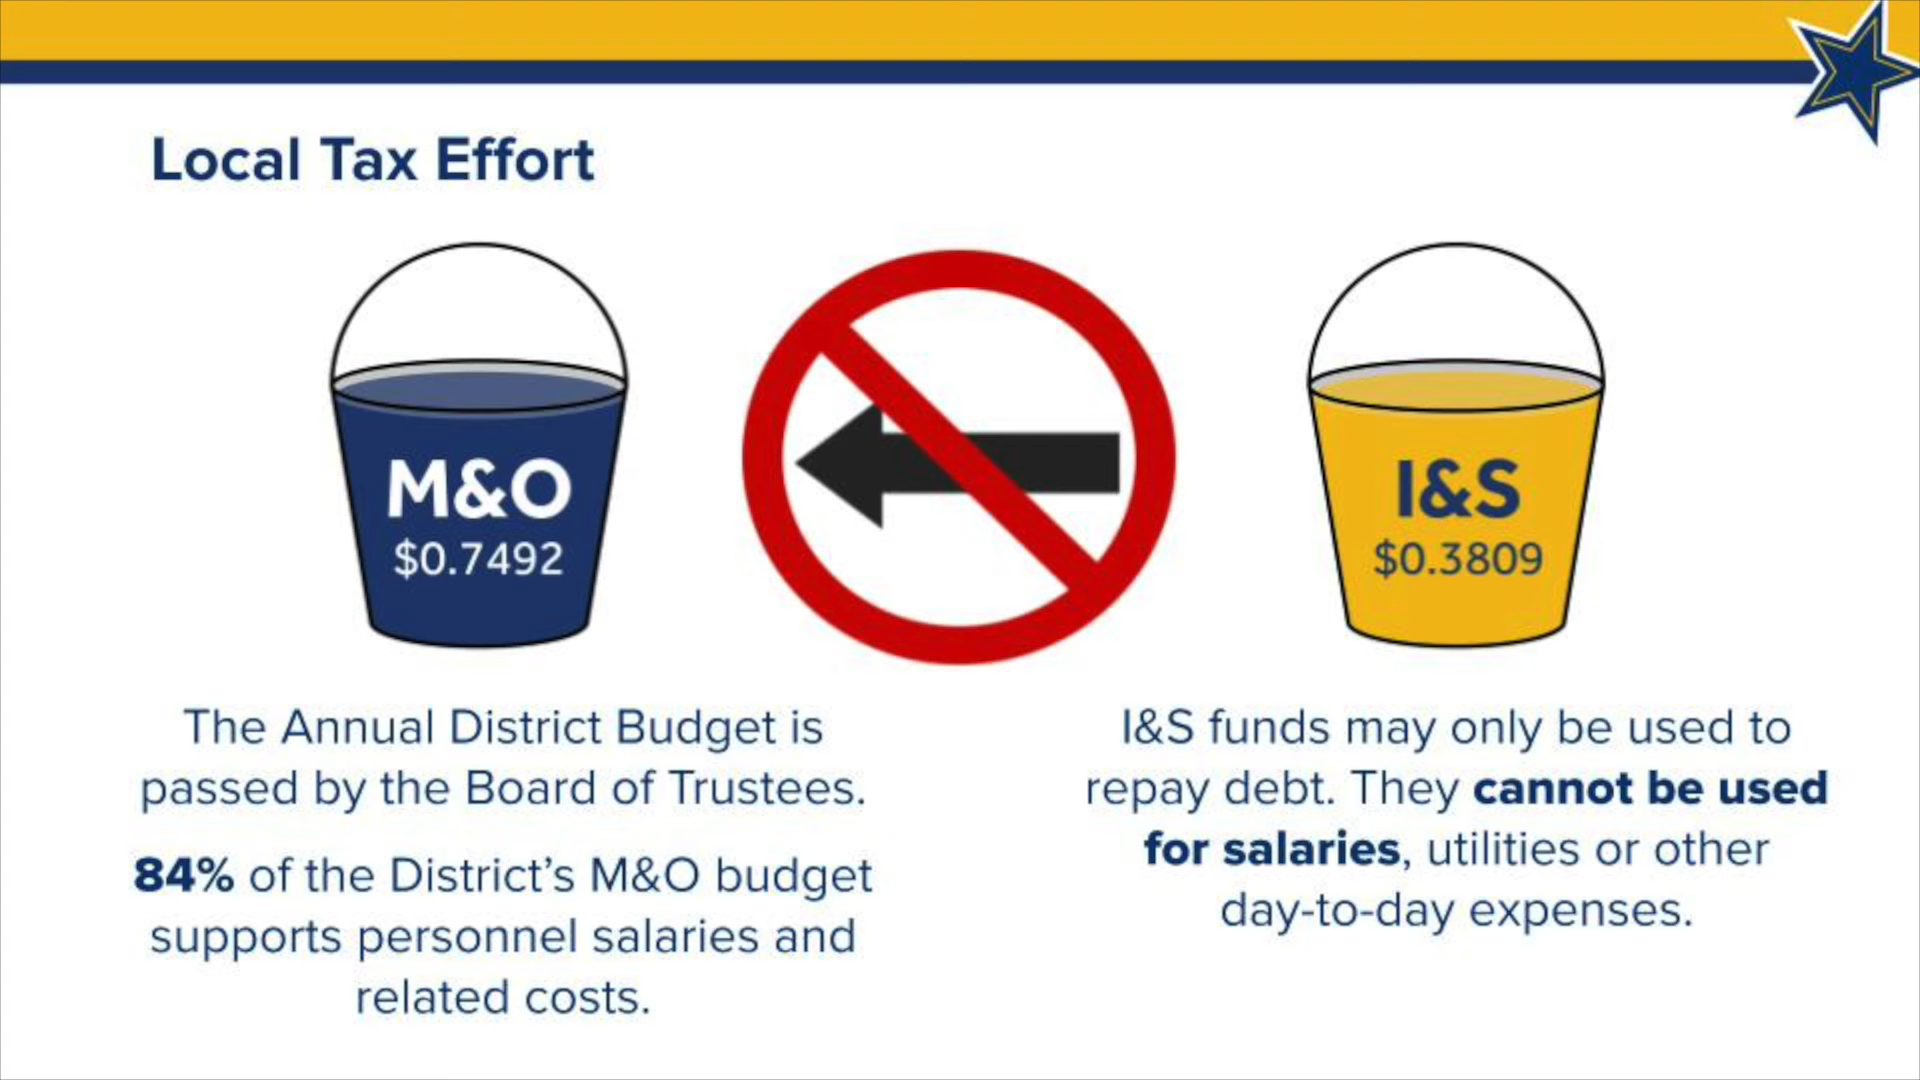 Local Tax Effort
M&O
$0.7492
I&S
$0.3809
The Annual District Budget is
passed by the Board of Trustees.
84% of the District’s M&O budget
supports personnel salaries and
related costs.
I&S funds may only be used to
repay debt. They cannot be used
for salaries, utilities or other
day-to-day expenses.